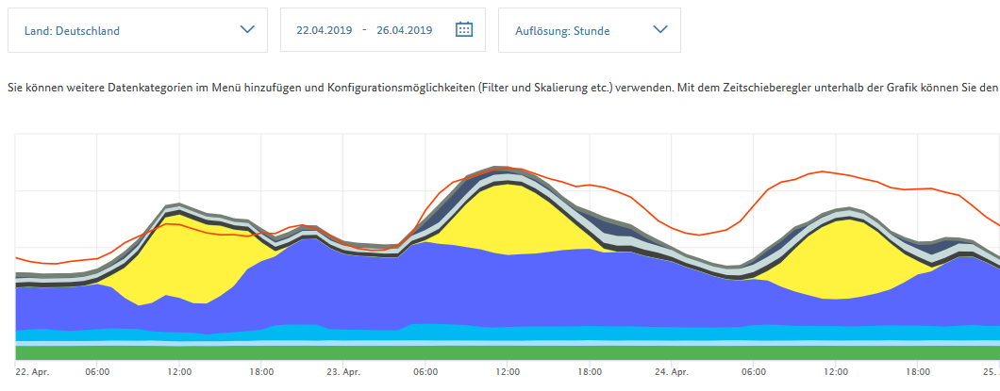 Land: Deutschland
22.04.2019 - 26.04.2019
Auflösung: Stunde
Sie können weitere Datenkategorien im Menü hinzufügen und Konfigurationsmöglichkeiten (Filter und Skalierung etc.) verwenden. Mit dem Zeitschieberegler unterhalb der Grafik können Sie den
22. Apr. 06:00 12:00 18:00 23. Apr. 06:00 12:00 18:00 24. Apr. 06:00 12:00 18:00 25.